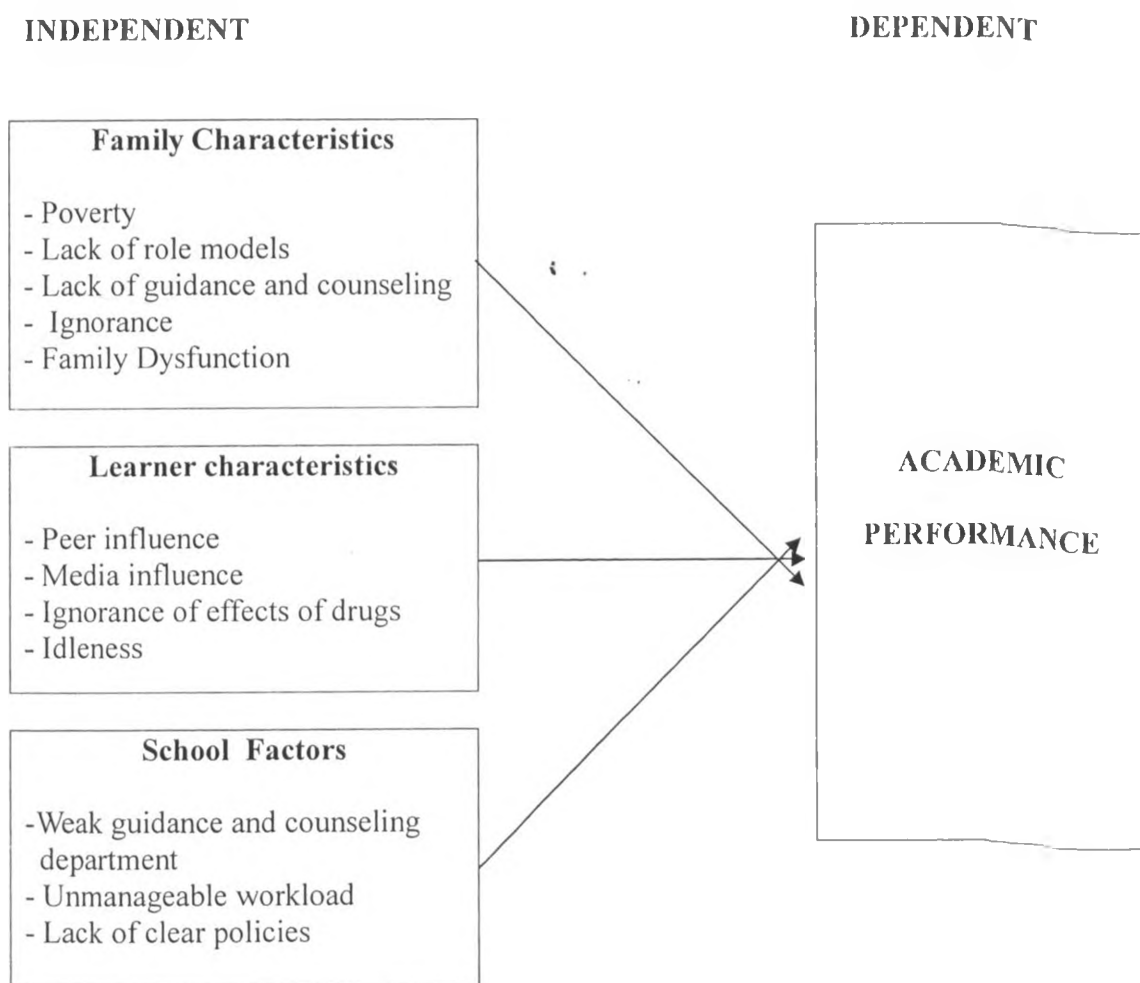 INDEPENDENT
DEPENDENT
Family Characteristics
- Poverty
- Lack of role models
- Lack of guidance and counseling
- Ignorance
- Family Dysfunction
Learner characteristics
- Peer influence
- Media influence
- Ignorance of effects of drugs
- Idleness
School Factors
-Weak guidance and counseling
department
- Unmanageable workload
- Lack of clear policies
ACADEMIC
PERFORMANCE